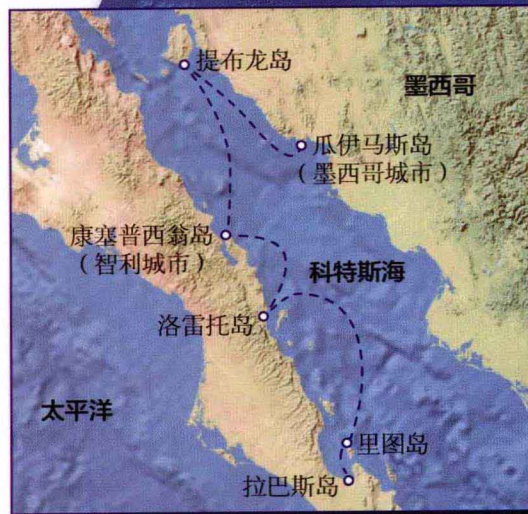 提布龙岛
墨西哥
瓜伊马斯岛
（墨西哥城市）
康塞普西翁岛
（智利城市）
科特斯海
洛雷托岛
太平洋
里图岛
拉巴斯岛